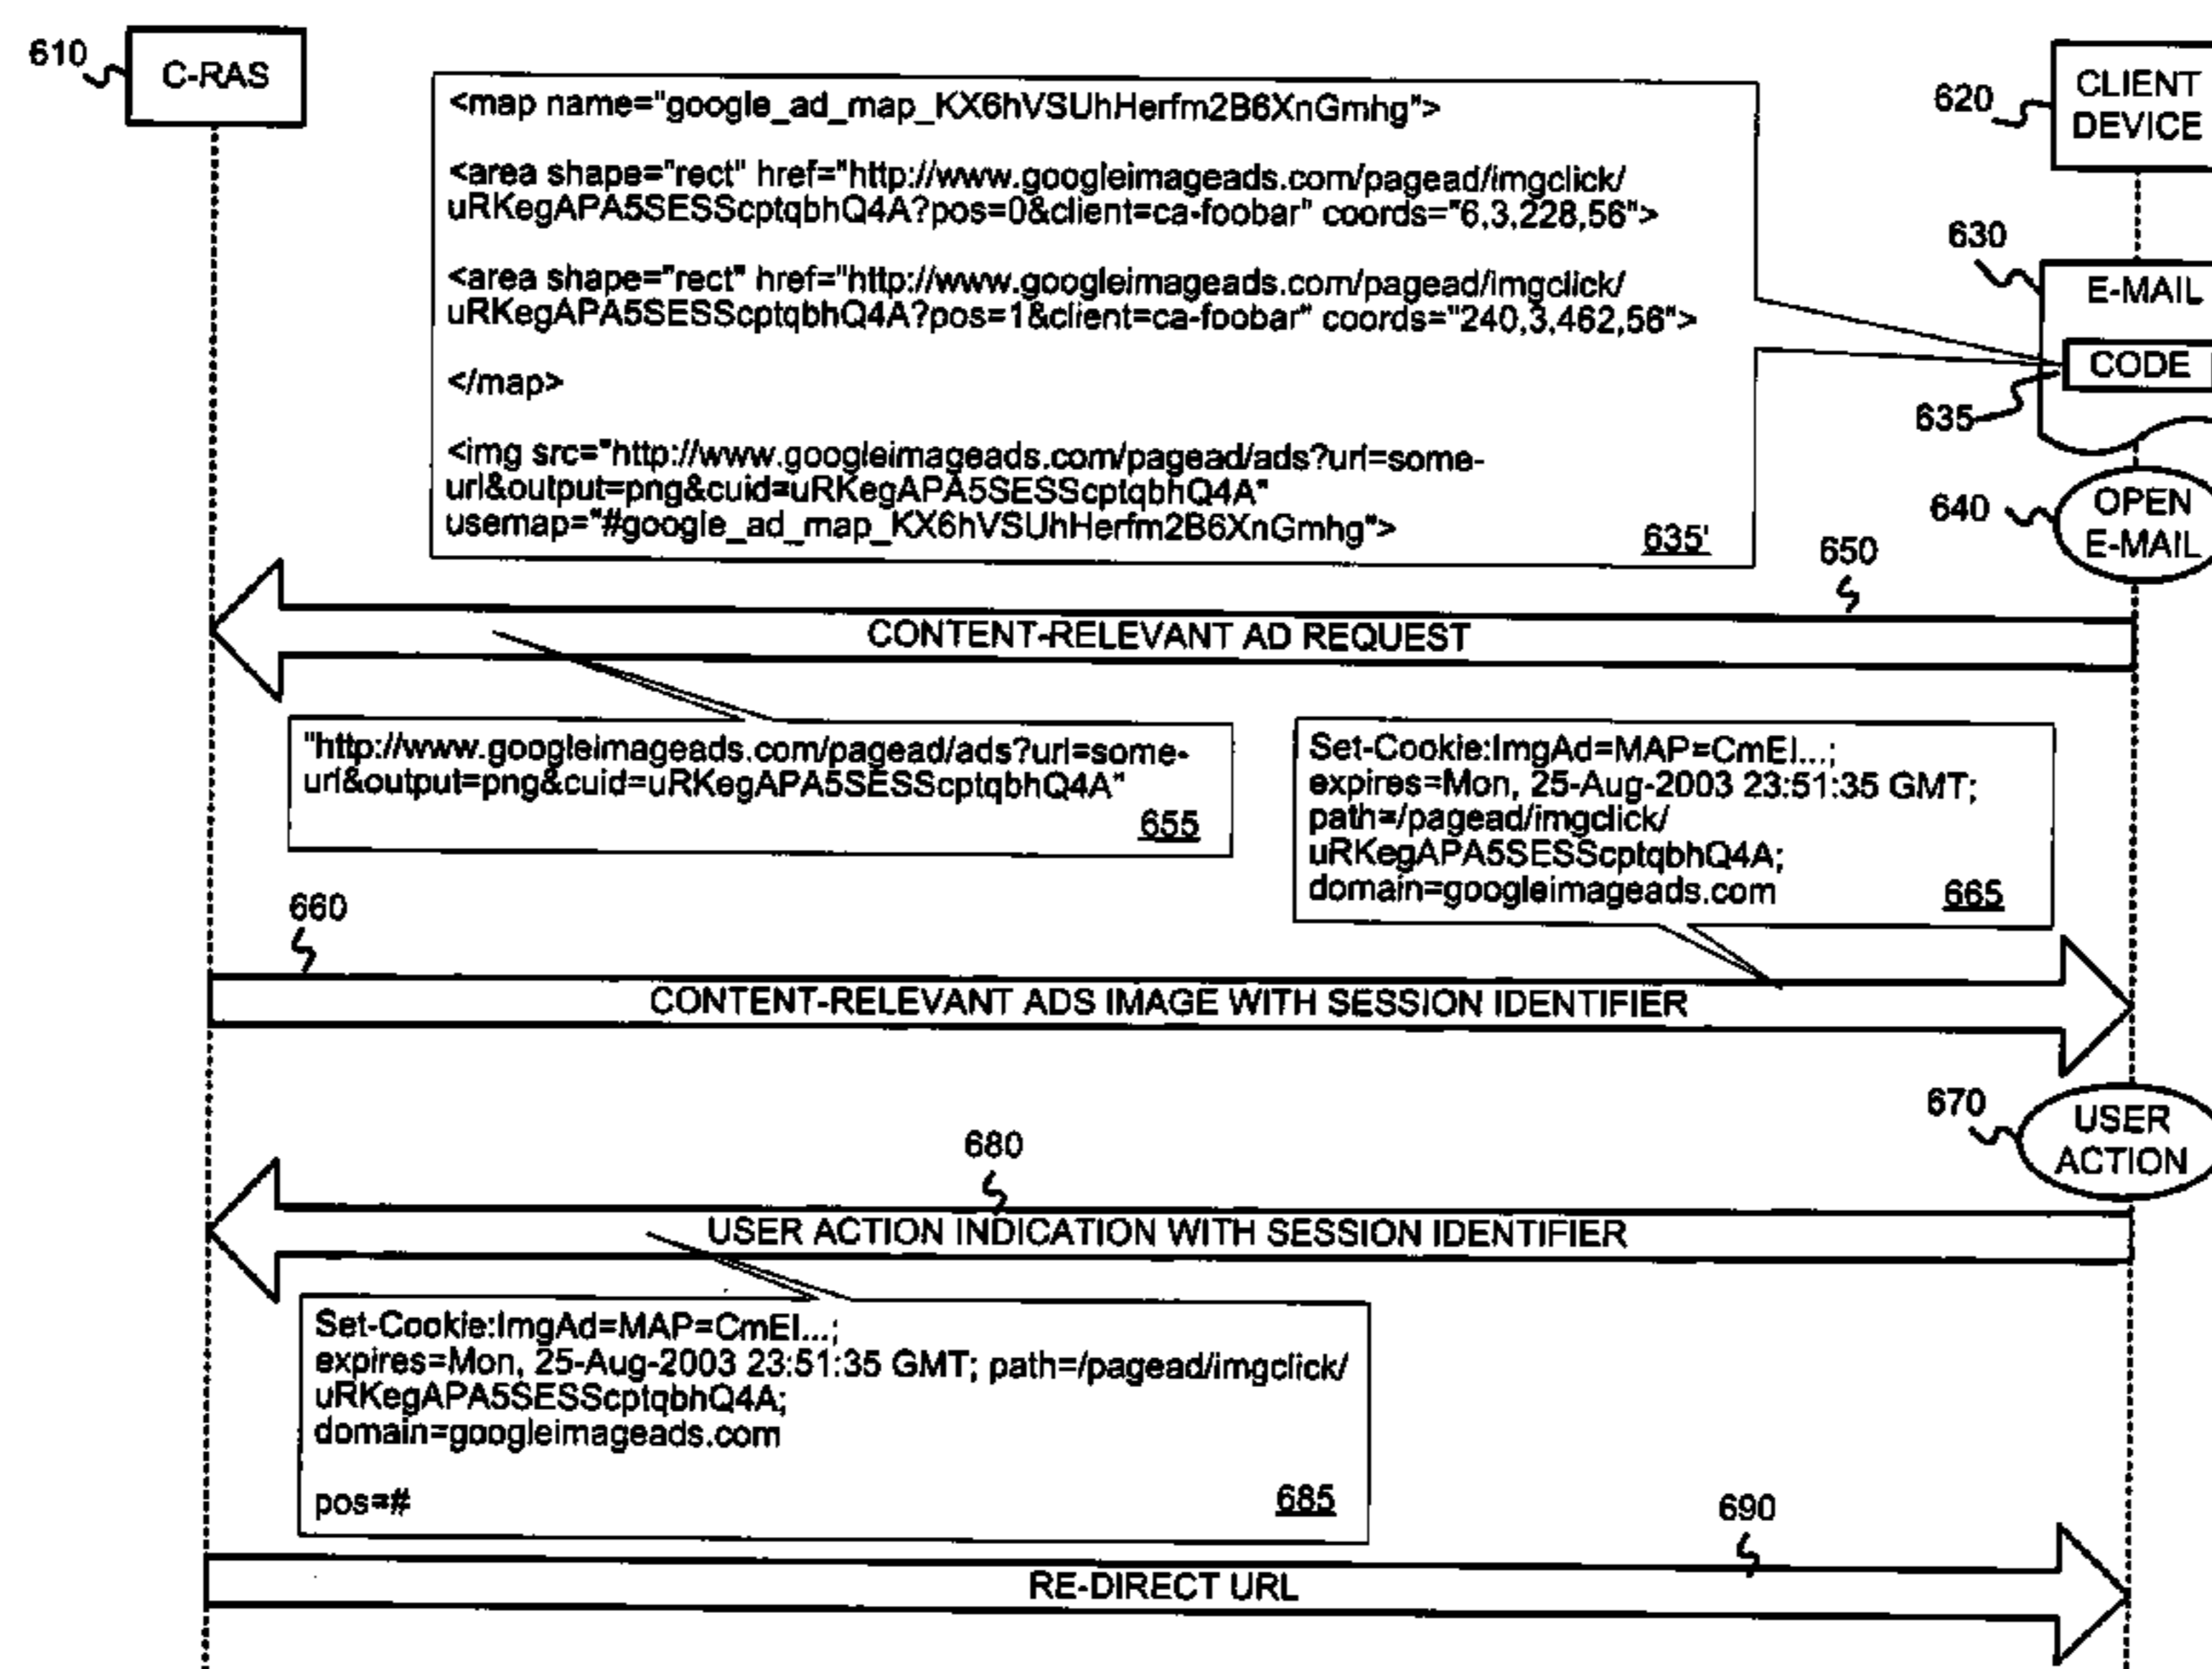 610
C-RAS
620
CLIENT
DEVICE
<map name="google_ad_map_KX6hVSUhHerfm2B6XnGmhg">
<area shape="rect" href="http://www.googleimageads.com/pagead/imgclick/
uRKegAPA5SESScptqbhQ4A?pos=0&client=ca-foobar" coords="6,3,228,56">
<area shape="rect" href="http://www.googleimageads.com/pagead/imgclick/
uRKegAPA5SESScptqbhQ4A?pos=1&client=ca-foobar" coords="240,3,462,56">
</map>
<img src="http://www.googleimageads.com/pagead/ads?url=some-
url&output=png&cuid=uRKegAPA5SESScptqbhQ4A"
usemap="#google_ad_map_KX6hVSUhHerfm2B6XnGmhg">
635'
630
E-MAIL
CODE
635
640
OPEN
E-MAIL
650
CONTENT-RELEVANT AD REQUEST
"http://www.googleimageads.com/pagead/ads?url=some-
url&output=png&cuid=uRKegAPA5SESScptqbhQ4A"
655
Set-Cookie:ImgAd=MAP=CmEI...;
expires=Mon, 25-Aug-2003 23:51:35 GMT;
path=/pagead/imgclick/
uRKegAPA5SESScptqbhQ4A;
domain=googleimageads.com
665
660
CONTENT-RELEVANT ADS IMAGE WITH SESSION IDENTIFIER
670
USER
ACTION
680
USER ACTION INDICATION WITH SESSION IDENTIFIER
Set-Cookie:ImgAd=MAP=CmEI...;
expires=Mon, 25-Aug-2003 23:51:35 GMT; path=/pagead/imgclick/
uRKegAPA5SESScptqbhQ4A;
domain=googleimageads.com
pos=#
685
690
RE-DIRECT URL